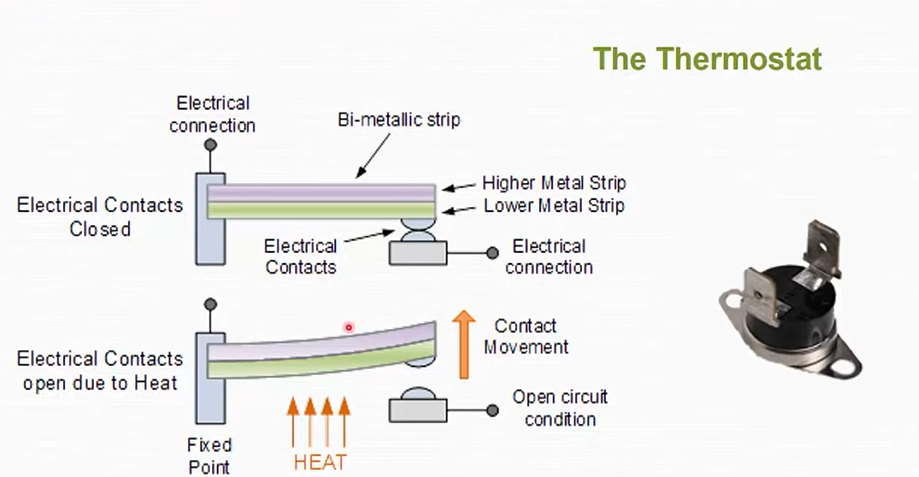 The Thermostat
Electrical
connection
Bi-metallic strip
Electrical Contacts
Closed
Higher Metal Strip
Lower Metal Strip
Electrical
Contacts
Electrical
connection
Electrical Contacts
open due to Heat
Contact
Movement
Open circuit
condition
Fixed
Point
HEAT